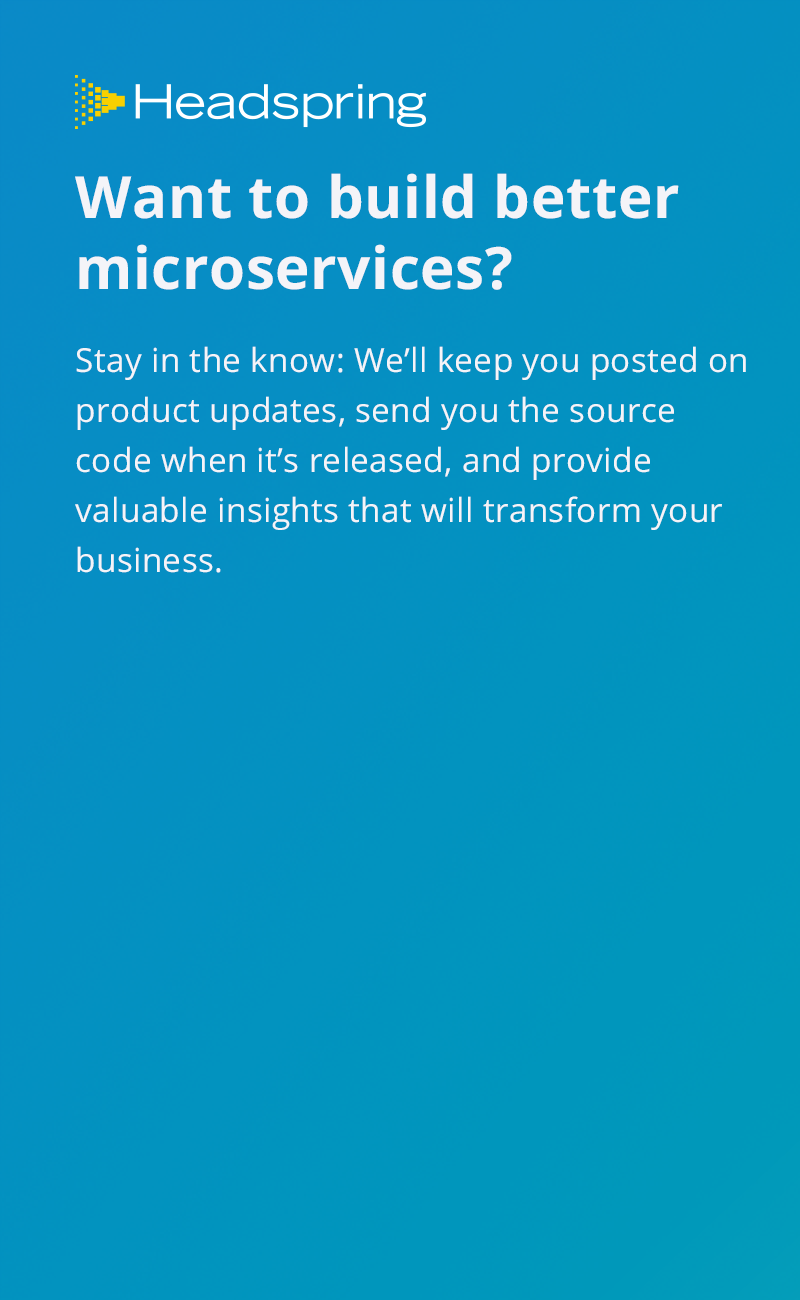 Headspring
Want to build better
microservices?
Stay in the know: We’ll keep you posted on
product updates, send you the source
code when it’s released, and provide
valuable insights that will transform your
business.